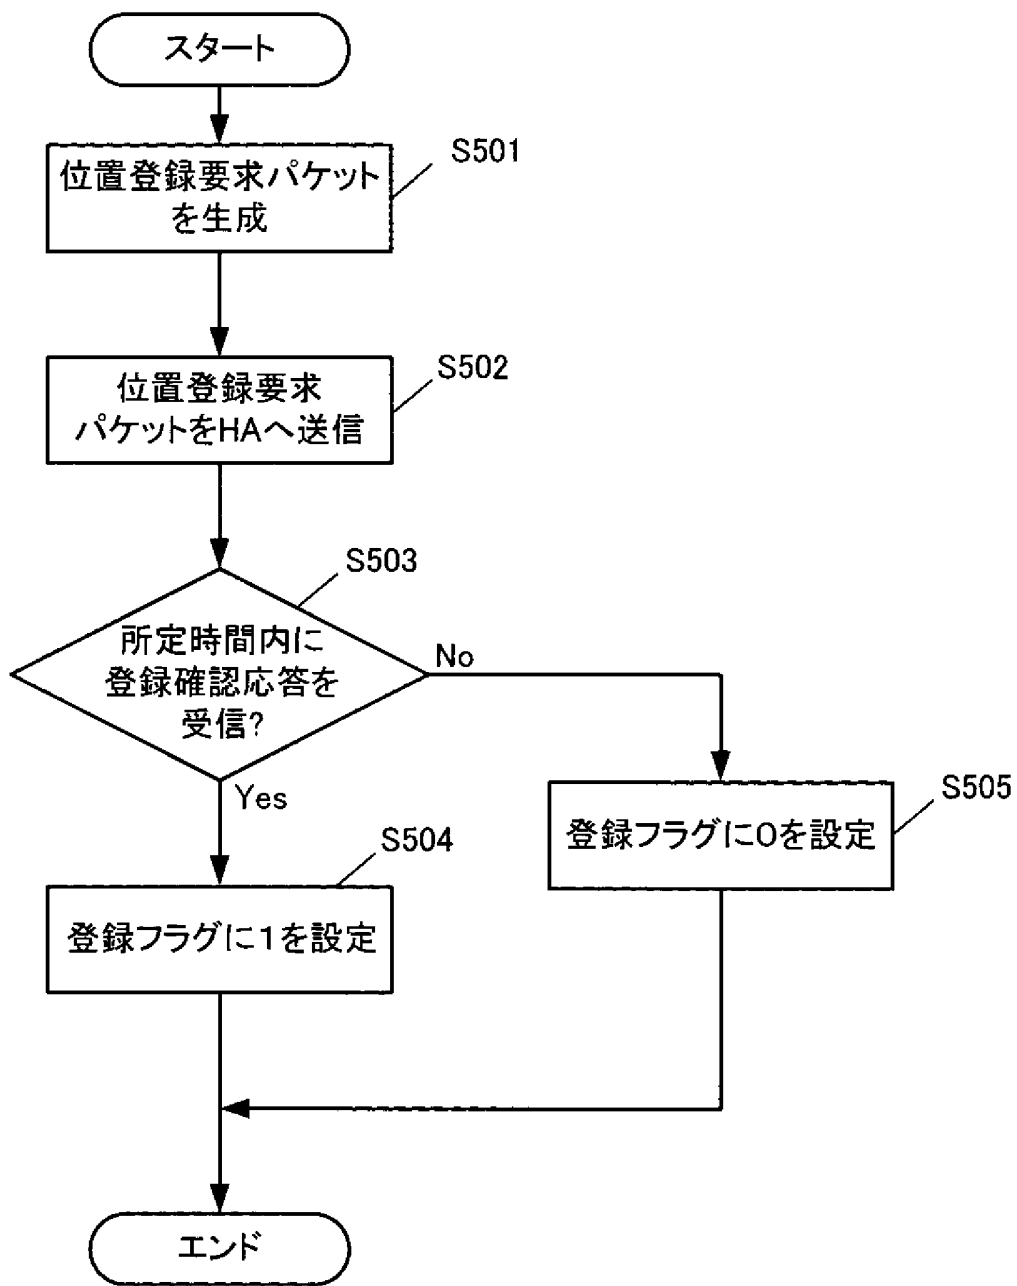 スタート
S501
位置登録要求パケット
を生成
S502
位置登録要求
パケットをHAへ送信
S503
所定時間内に
登録確認応答を
受信?
No
Yes
S505
登録フラグに0を設定
S504
登録フラグに1を設定
エンド